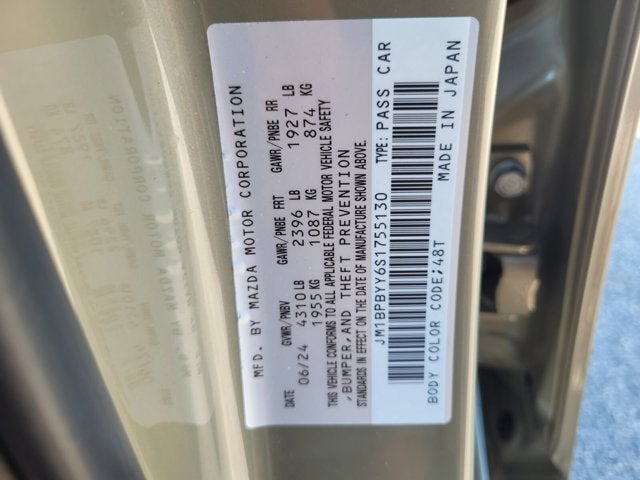 MFD. BY MAZDA MOTOR CORPORATION
DATE GVWR/PNBV GAWR/PNBE FRT GAWR/PNBE RR
06/24 4310 LB 2396 LB 1927 LB
1955 KG 1087 KG 874 KG
THIS VEHICLE CONFORMS TO ALL APPLICABLE FEDERAL MOTOR VEHICLE SAFETY
,BUMPER,AND THEFT PREVENTION
STANDARDS IN EFFECT ON THE DATE OF MANUFACTURE SHOWN ABOVE.
JM1BPBYY6S1755130 TYPE: PASS CAR
BODY COLOR CODE;48T MADE IN JAPAN